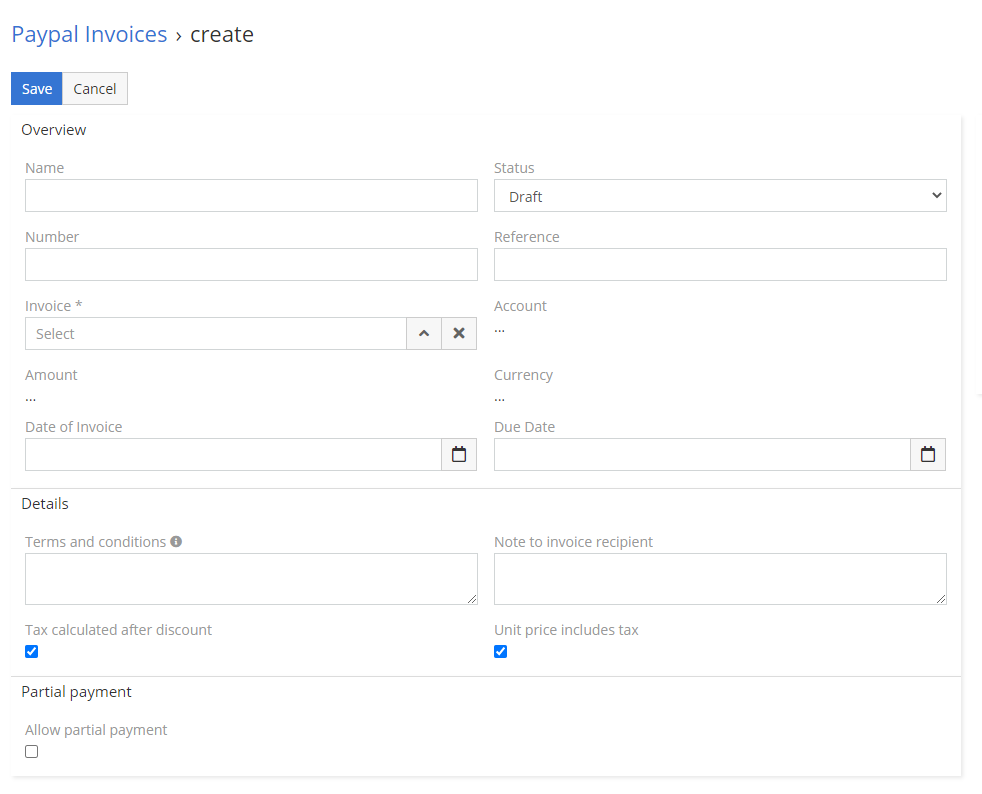 Paypal Invoices › create
Save Cancel
Overview
Name Status
Draft
Number Reference
Invoice * Account
Select ...
Amount Currency
... ...
Date of Invoice Due Date
Details
Terms and conditions Note to invoice recipient
Tax calculated after discount Unit price includes tax
Partial payment
Allow partial payment